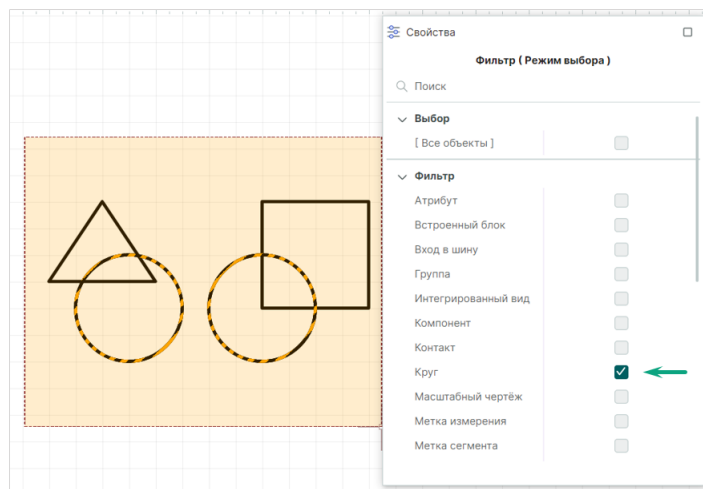 Свойства
Фильтр ( Режим выбора )
Поиск
Выбор
[ Все объекты ]
Фильтр
Атрибут
Встроенный блок
Вход в шину
Группа
Интегрированный вид
Компонент
Контакт
Круг
Масштабный чертёж
Метка измерения
Метка сегмента